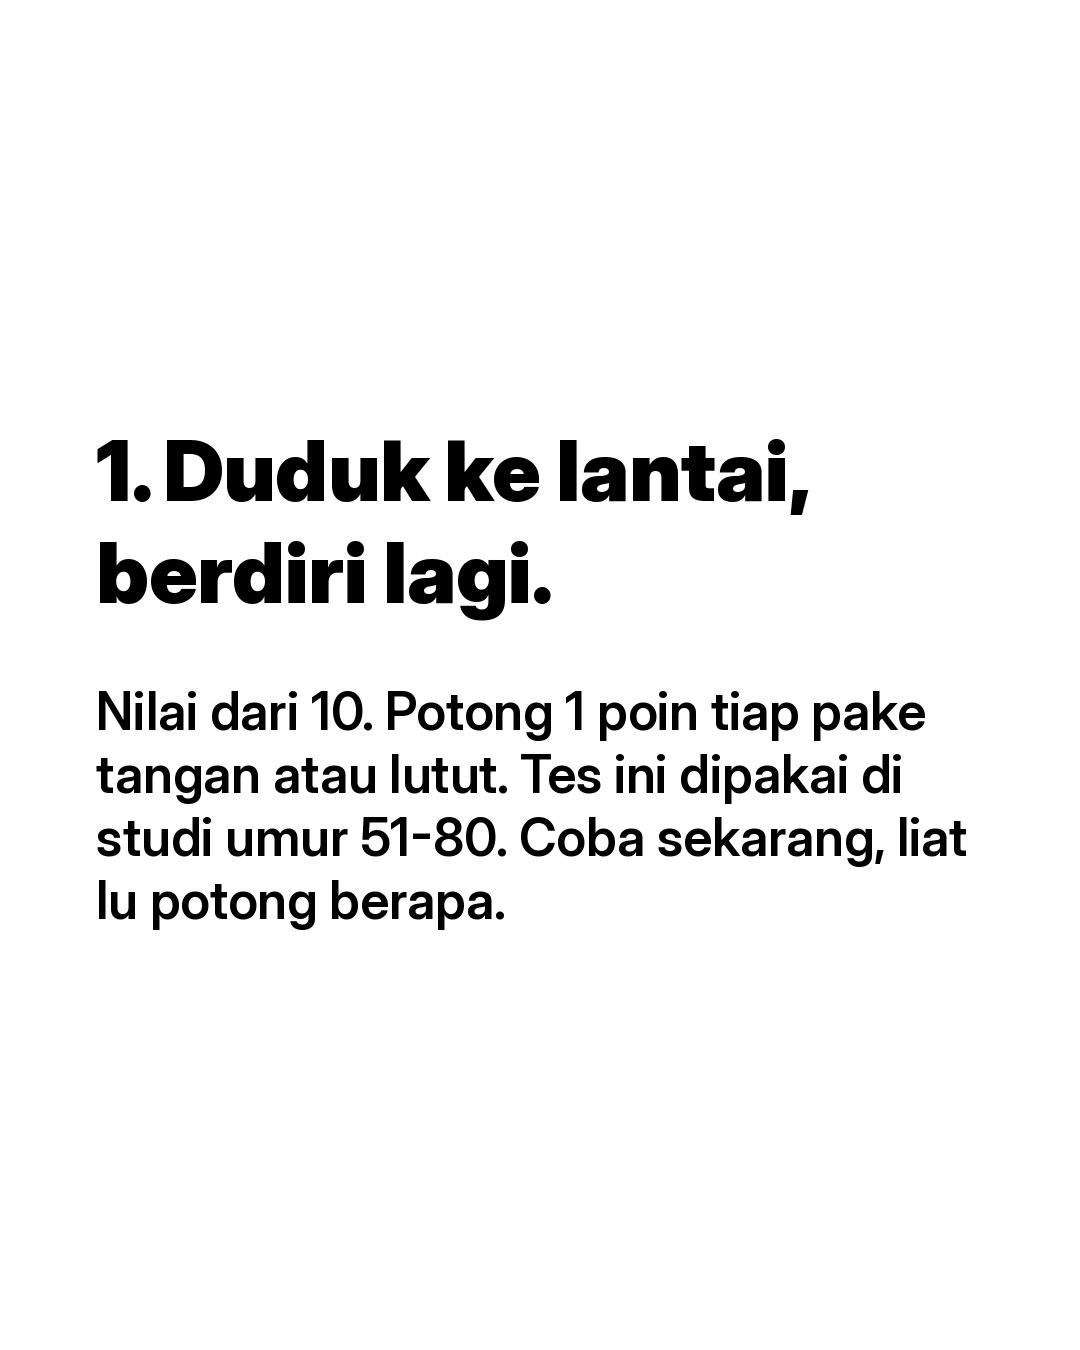 1. Duduk ke lantai,
berdiri lagi.
Nilai dari 10. Potong 1 poin tiap pake
tangan atau lutut. Tes ini dipakai di
studi umur 51-80. Coba sekarang, liat
lu potong berapa.